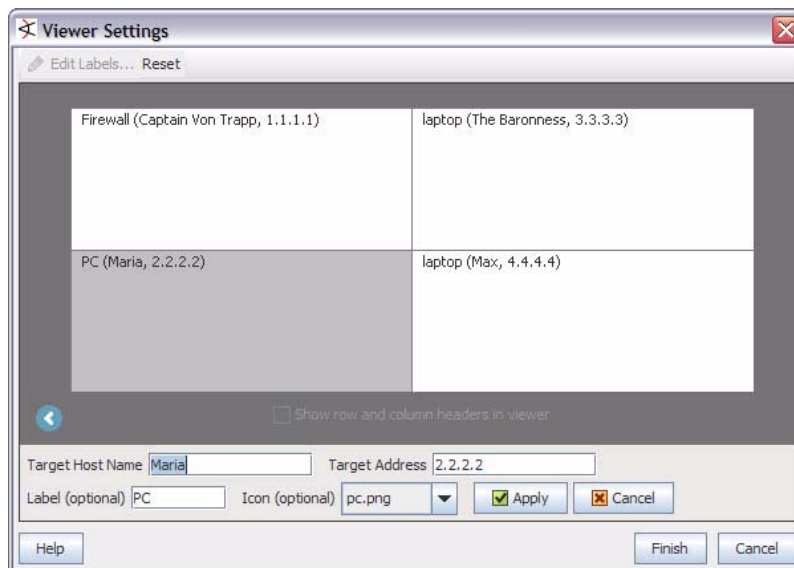 Viewer Settings
Edit Labels... Reset
Firewall (Captain Von Trapp, 1.1.1.1)
laptop (The Baronness, 3.3.3.3)
PC (Maria, 2.2.2.2)
laptop (Max, 4.4.4.4)
Show row and column headers in viewer
Target Host Name Maria Target Address 2.2.2.2
Label (optional) PC Icon (optional) pc.png Apply Cancel
Help Finish Cancel